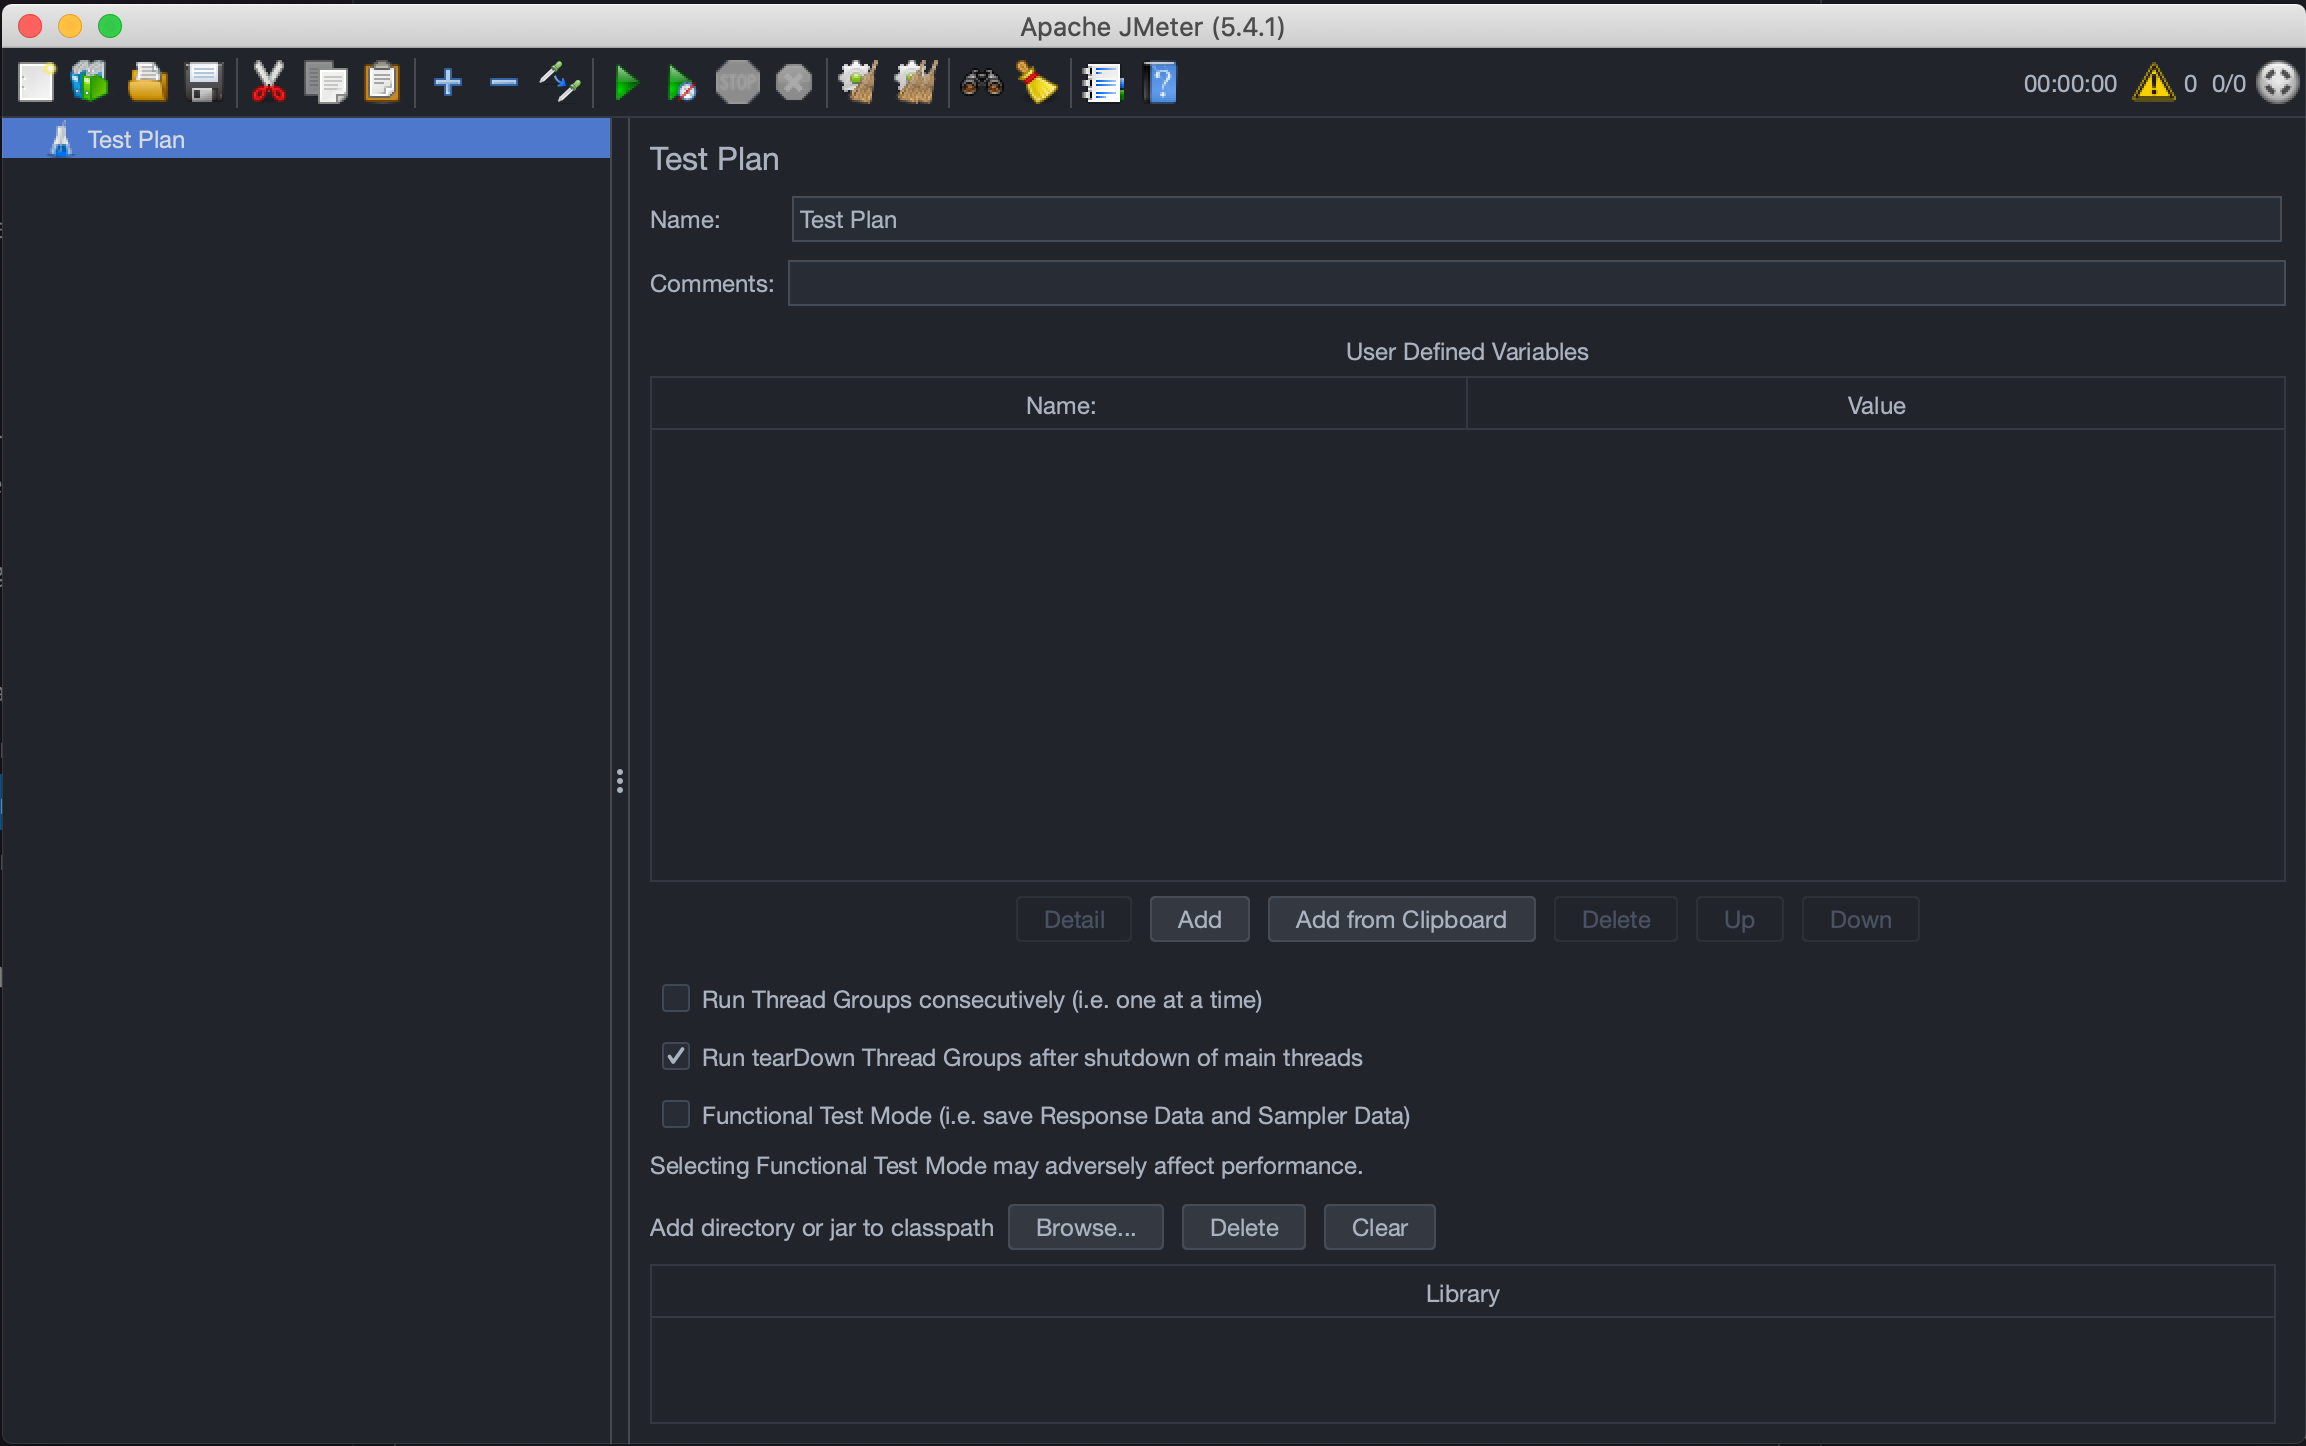 Apache JMeter (5.4.1)
STOP
?
00:00:00
0
0/0
Test Plan
Test Plan
Name:
Test Plan
Comments:
User Defined Variables
Name:
Value
Detail
Add
Add from Clipboard
Delete
Up
Down
Run Thread Groups consecutively (i.e. one at a time)
Run tearDown Thread Groups after shutdown of main threads
Functional Test Mode (i.e. save Response Data and Sampler Data)
Selecting Functional Test Mode may adversely affect performance.
Add directory or jar to classpath
Browse...
Delete
Clear
Library